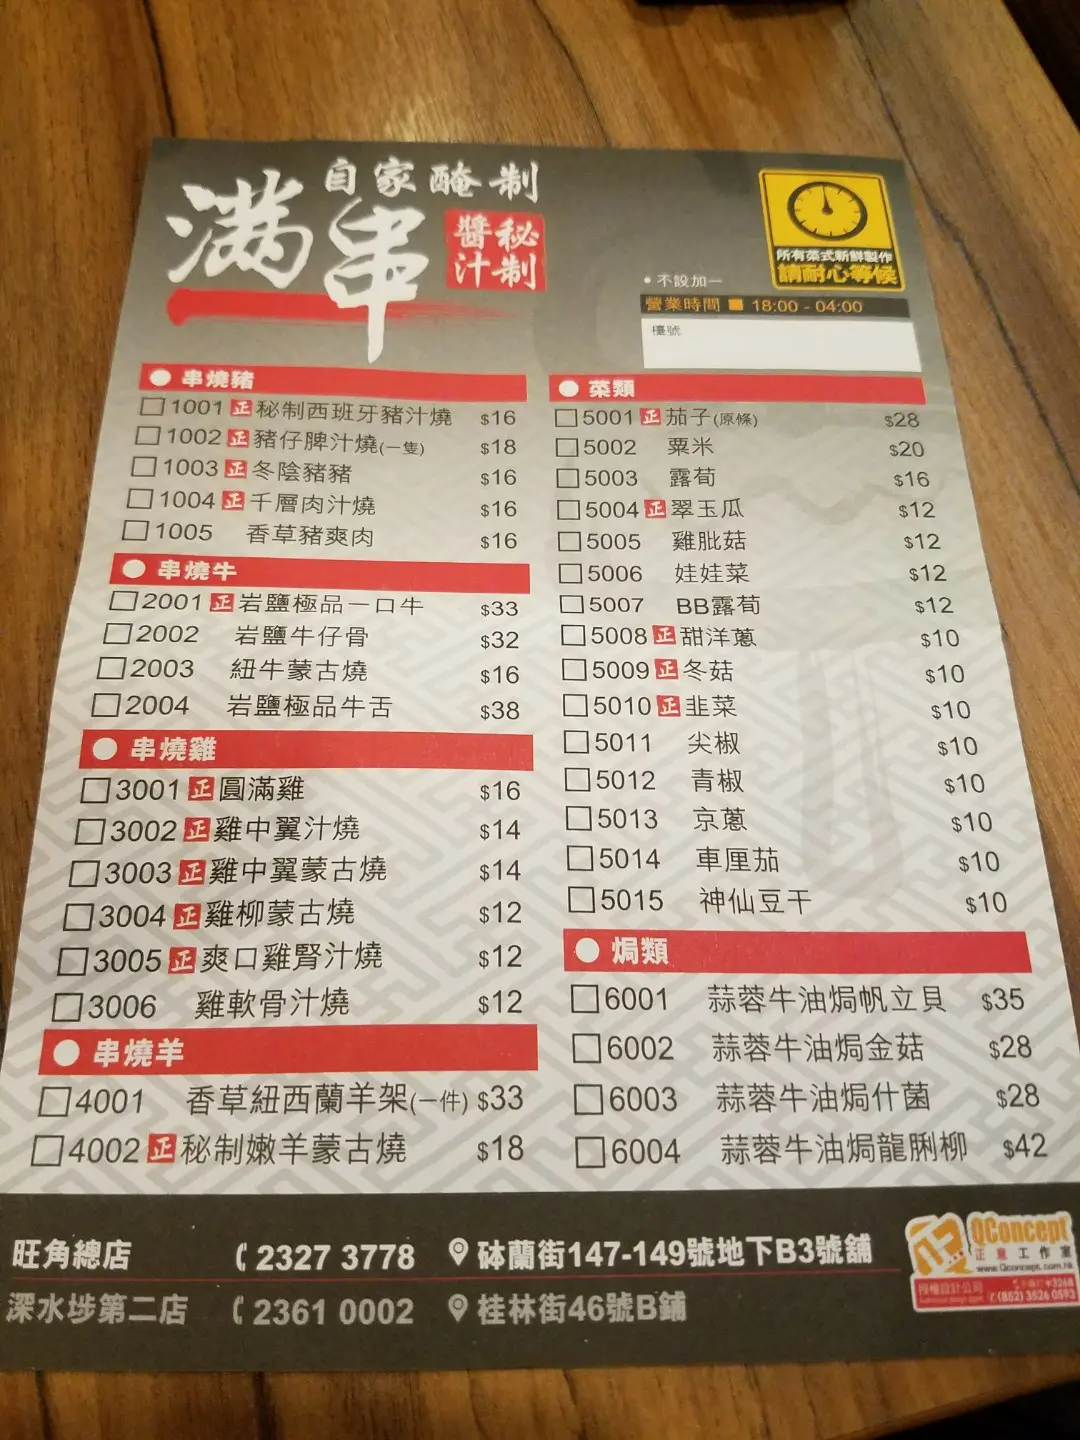 自家醃制
滿串
秘制
醬汁
所有菜式新鮮製作
請耐心等候
• 不設加一
營業時間 ■ 18:00 - 04:00
檯號
串燒豬
1001 正 秘制西班牙豬汁燒 $16
1002 正 豬仔脾汁燒(一隻) $18
1003 正 冬陰豬豬 $16
1004 正 千層肉汁燒 $16
1005 香草豬爽肉 $16
串燒牛
2001 正 岩鹽極品一口牛 $33
2002 岩鹽牛仔骨 $32
2003 紐牛蒙古燒 $16
2004 岩鹽極品牛舌 $38
串燒雞
3001 正 圓滿雞 $16
3002 正 雞中翼汁燒 $14
3003 正 雞中翼蒙古燒 $14
3004 正 雞柳蒙古燒 $12
3005 正 爽口雞腎汁燒 $12
3006 雞軟骨汁燒 $12
串燒羊
4001 香草紐西蘭羊架(一件) $33
4002 正 秘制嫩羊蒙古燒 $18
菜類
5001 正 茄子(原條) $28
5002 粟米 $20
5003 露荀 $16
5004 正 翠玉瓜 $12
5005 雞肶菇 $12
5006 娃娃菜 $12
5007 BB露荀 $12
5008 正 甜洋蔥 $10
5009 正 冬菇 $10
5010 正 韭菜 $10
5011 尖椒 $10
5012 青椒 $10
5013 京蔥 $10
5014 車厘茄 $10
5015 神仙豆干 $10
焗類
6001 蒜蓉牛油焗帆立貝 $35
6002 蒜蓉牛油焗金菇 $28
6003 蒜蓉牛油焗什菌 $28
6004 蒜蓉牛油焗龍脷柳 $42
旺角總店 2327 3778 砵蘭街147-149號地下B3號舖
深水埗第二店 2361 0002 桂林街46號B鋪
QConcept
正意工作室
www.Qconcept.com.hk
授權設計公司
(852) 3526 0593